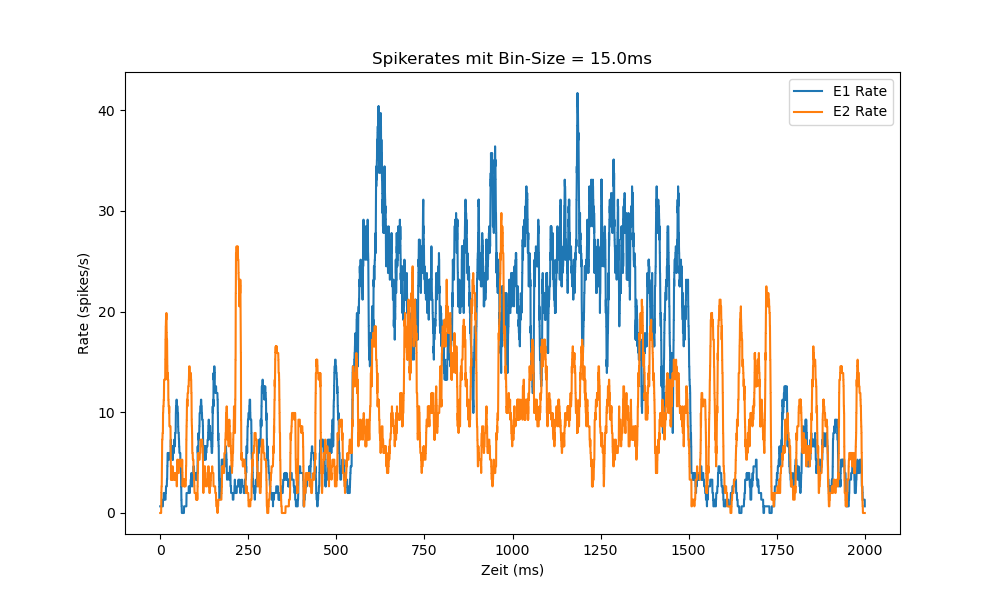 Spikerates mit Bin-Size = 15.0ms
E1 Rate
E2 Rate
40
30
20
10
0
Rate (spikes/s)
0 250 500 750 1000 1250 1500 1750 2000
Zeit (ms)